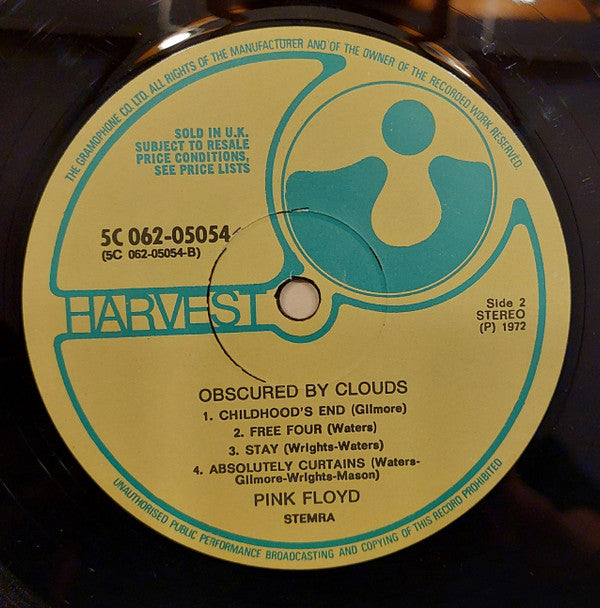 THE GRAMOPHONE CO. LTD. ALL RIGHTS OF THE MANUFACTURER AND OF THE OWNER OF THE RECORDED WORK RESERVED.
SOLD IN U.K.
SUBJECT TO RESALE
PRICE CONDITIONS,
SEE PRICE LISTS
5C 062-05054
(5C 062-05054-B)
HARVEST
Side 2
STEREO
(P) 1972
OBSCURED BY CLOUDS
1. CHILDHOOD'S END (Gilmore)
2. FREE FOUR (Waters)
3. STAY (Wrights-Waters)
4. ABSOLUTELY CURTAINS (Waters-
Gilmore-Wrights-Mason)
PINK FLOYD
STEMRA
UNAUTHORISED PUBLIC PERFORMANCE BROADCASTING AND COPYING OF THIS RECORD PROHIBITED